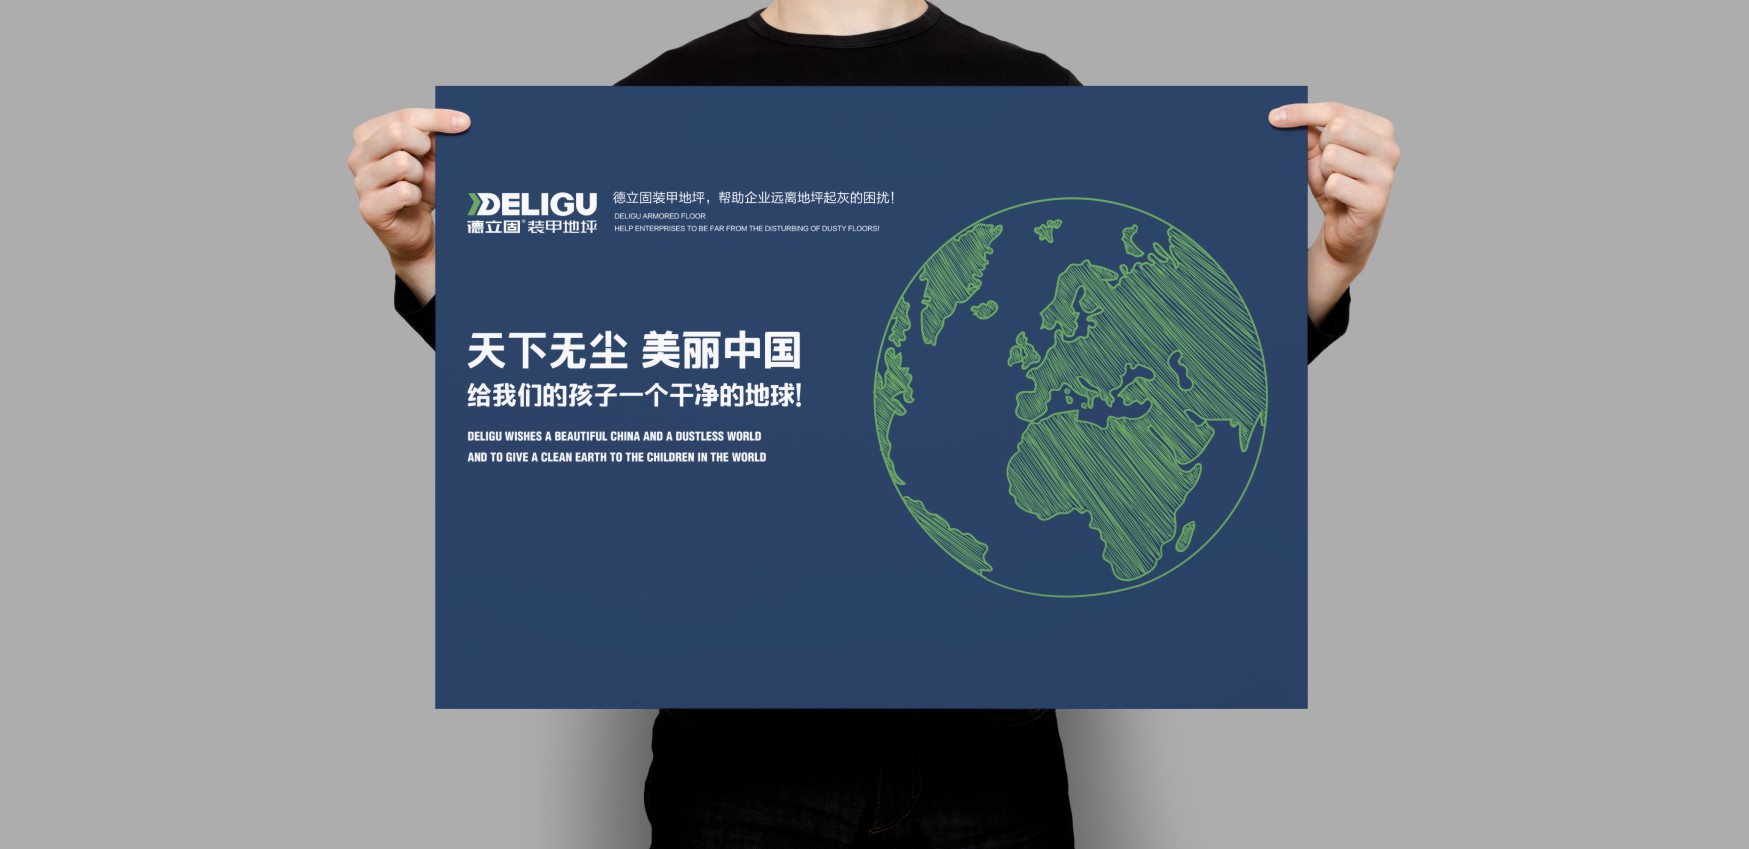 DELIGU
德立固®装甲地坪
德立固装甲地坪，帮助企业远离地坪起灰的困扰！
DELIGU ARMORED FLOOR
HELP ENTERPRISES TO BE FAR FROM THE DISTURBING OF DUSTY FLOORS!
天下无尘 美丽中国
给我们的孩子一个干净的地球!
DELIGU WISHES A BEAUTIFUL CHINA AND A DUSTLESS WORLD
AND TO GIVE A CLEAN EARTH TO THE CHILDREN IN THE WORLD